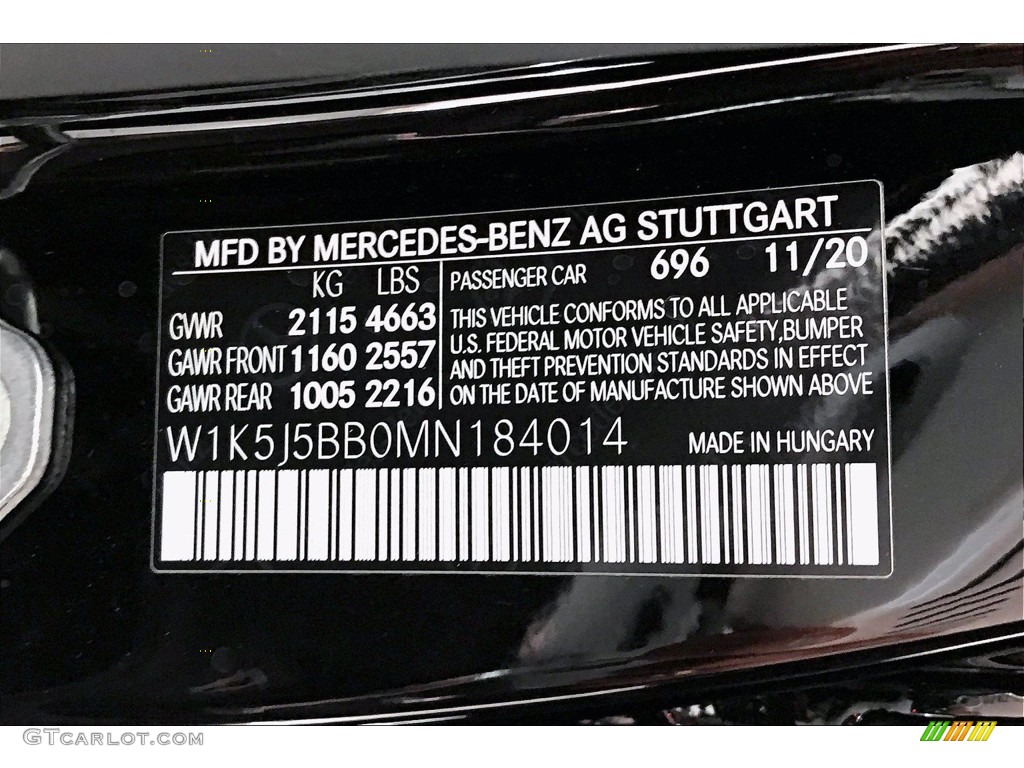 MFD BY MERCEDES-BENZ AG STUTTGART
KG LBS
GVWR 2115 4663
GAWR FRONT 1160 2557
GAWR REAR 1005 2216
PASSENGER CAR 696 11/20
THIS VEHICLE CONFORMS TO ALL APPLICABLE
U.S. FEDERAL MOTOR VEHICLE SAFETY,BUMPER
AND THEFT PREVENTION STANDARDS IN EFFECT
ON THE DATE OF MANUFACTURE SHOWN ABOVE
W1K5J5BB0MN184014 MADE IN HUNGARY
GTcarlot.com